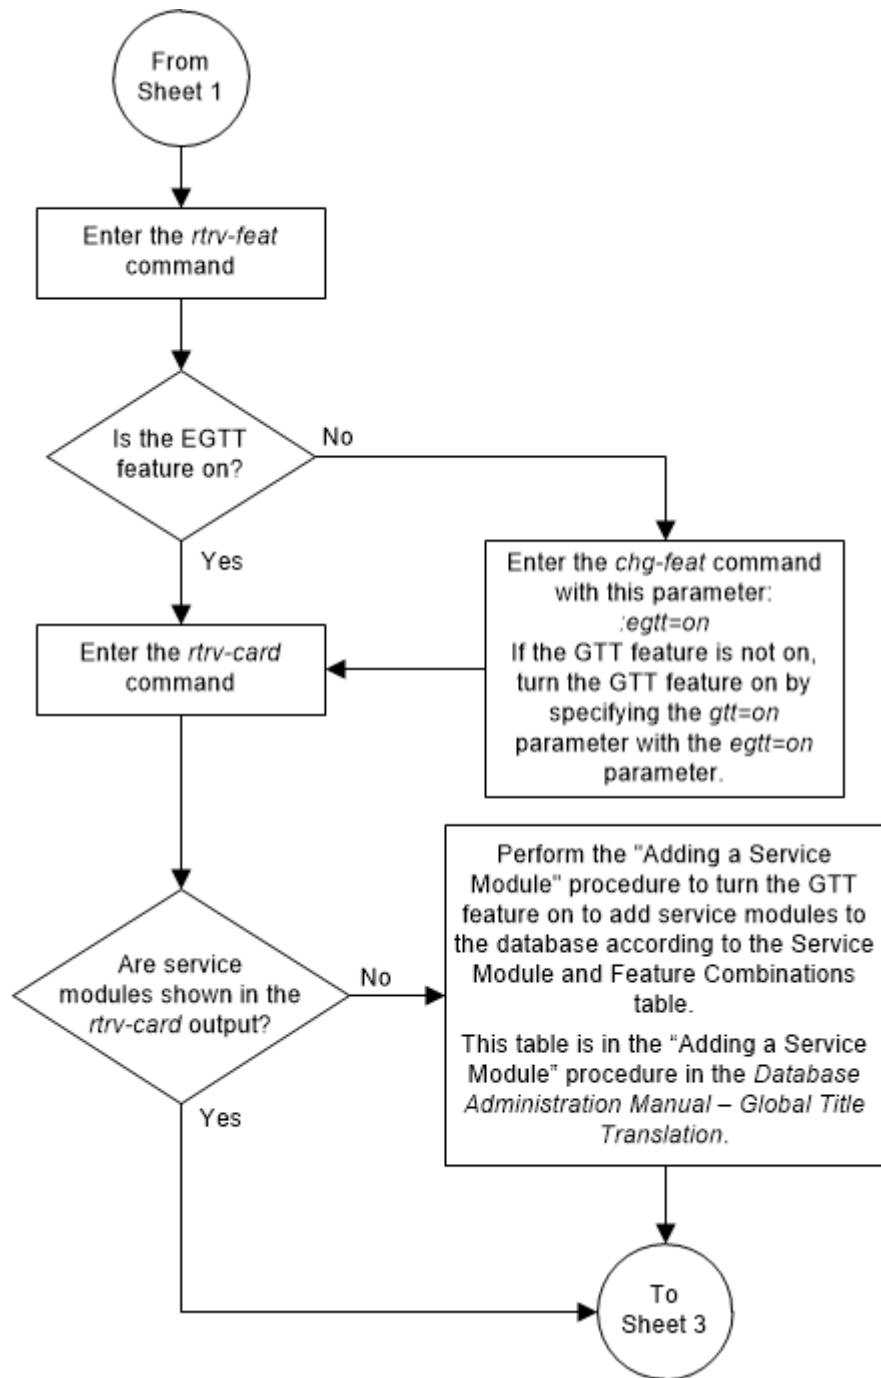 From
Sheet 1
Enter the rtrv-feat
command
Is the EGTT
feature on?
No
Yes
Enter the chg-feat command
with this parameter:
:egtt=on
If the GTT feature is not on,
turn the GTT feature on by
specifying the gtt=on
parameter with the egtt=on
parameter.
Enter the rtrv-card
command
Are service
modules shown in the
rtrv-card output?
No
Yes
Perform the "Adding a Service
Module" procedure to turn the GTT
feature on to add service modules to
the database according to the Service
Module and Feature Combinations
table.
This table is in the “Adding a Service
Module” procedure in the Database
Administration Manual – Global Title
Translation.
To
Sheet 3